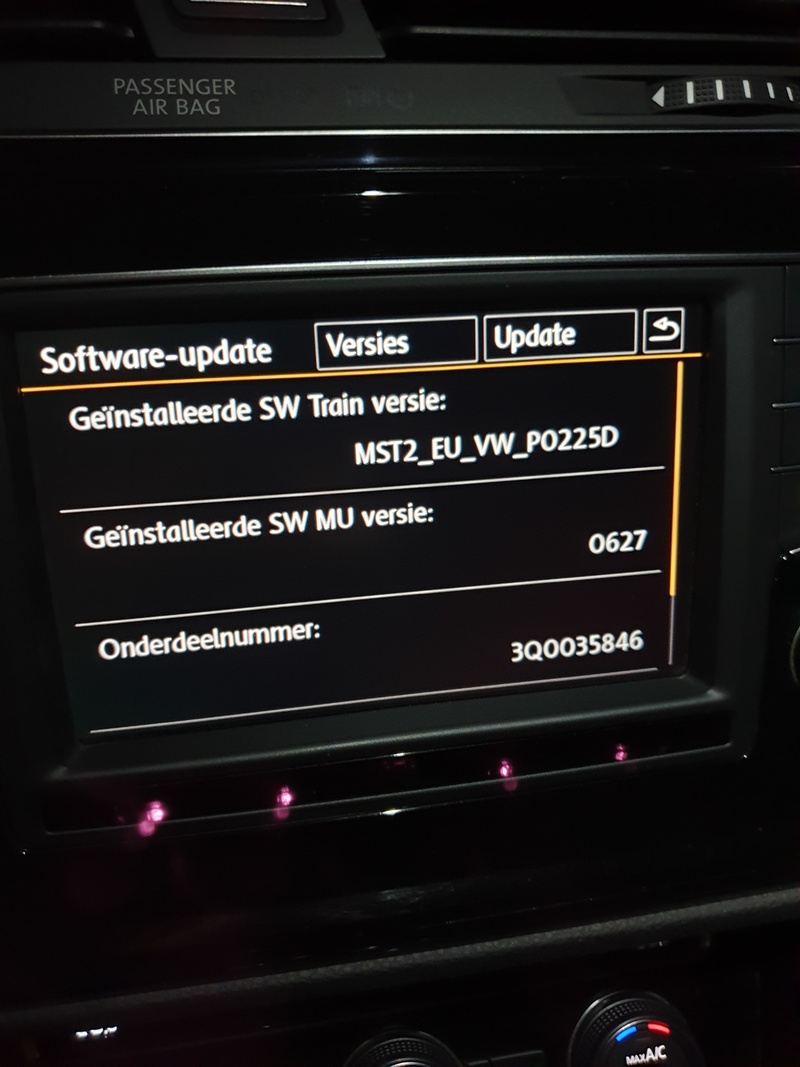 PASSENGER
AIR BAG
Software-update
Versies
Update
Geïnstalleerde SW Train versie:
MST2_EU_VW_P0225D
Geïnstalleerde SW MU versie:
0627
Onderdeelnummer:
3Q0035846
MAX A/C